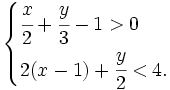 x/2 + y/3 − 1 > 0
2(x − 1) + y/2 < 4.